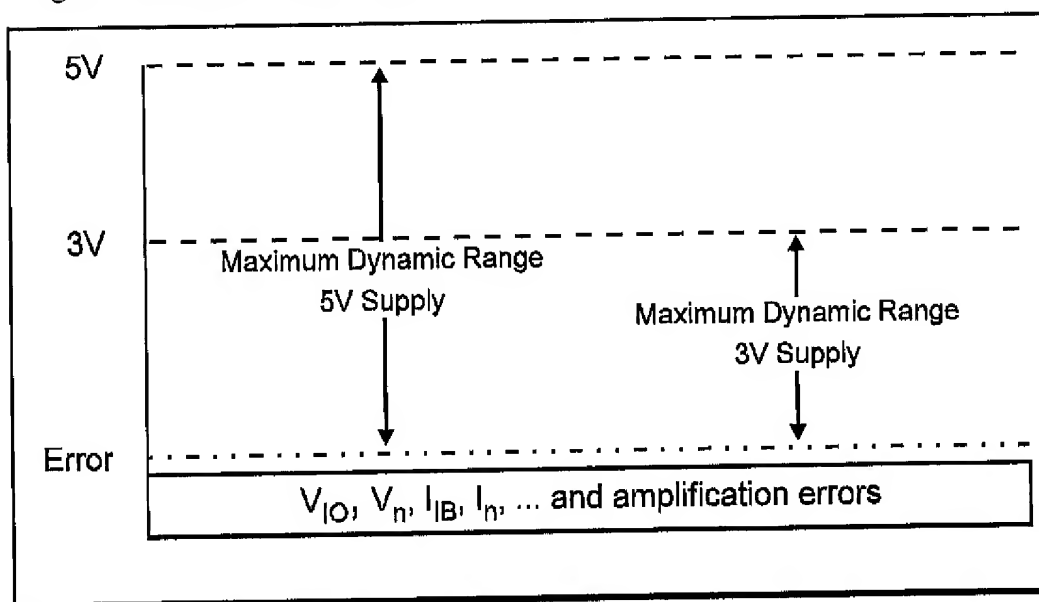 5V
3V
Maximum Dynamic Range
5V Supply
Maximum Dynamic Range
3V Supply
Error
V_IO, V_n, I_IB, I_n, ... and amplification errors